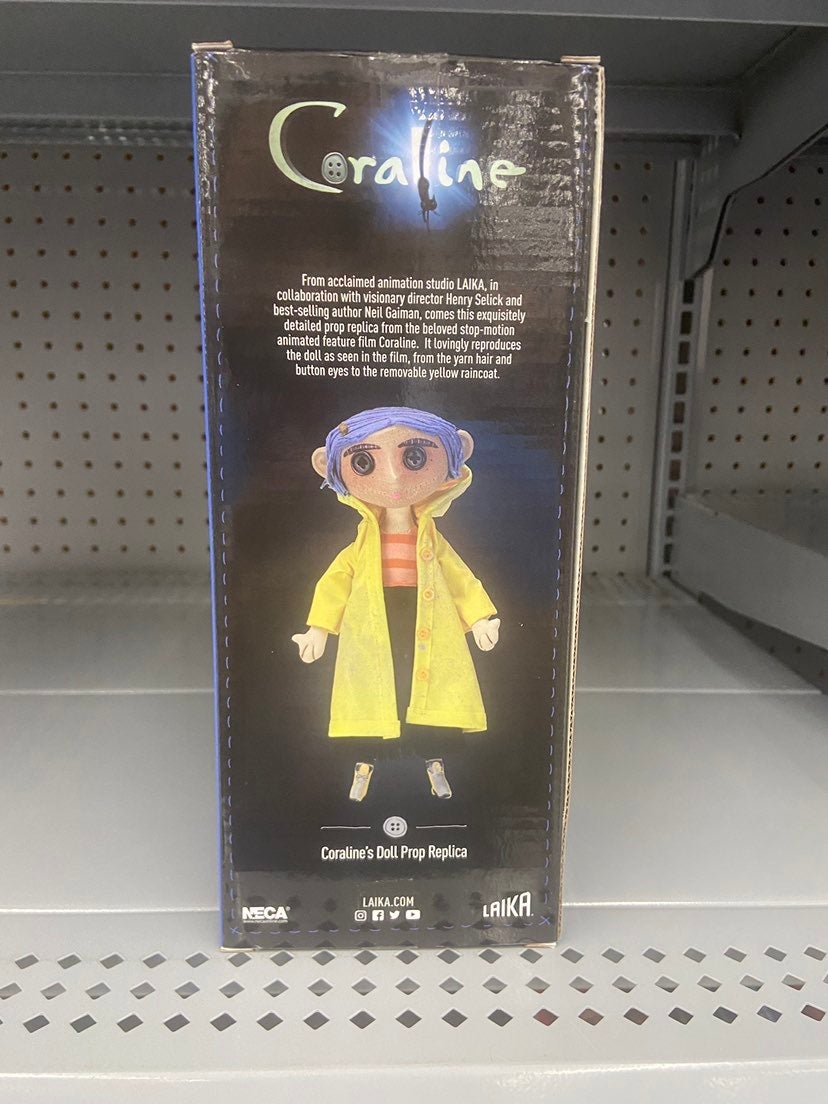 Coraline
From acclaimed animation studio LAIKA, in
collaboration with visionary director Henry Selick and
best-selling author Neil Gaiman, comes this exquisitely
detailed prop replica from the beloved stop-motion
animated feature film Coraline. It lovingly reproduces
the doll as seen in the film, from the yarn hair and
button eyes to the removable yellow raincoat.
Coraline's Doll Prop Replica
LAIKA.COM
NECA®
LAIKA